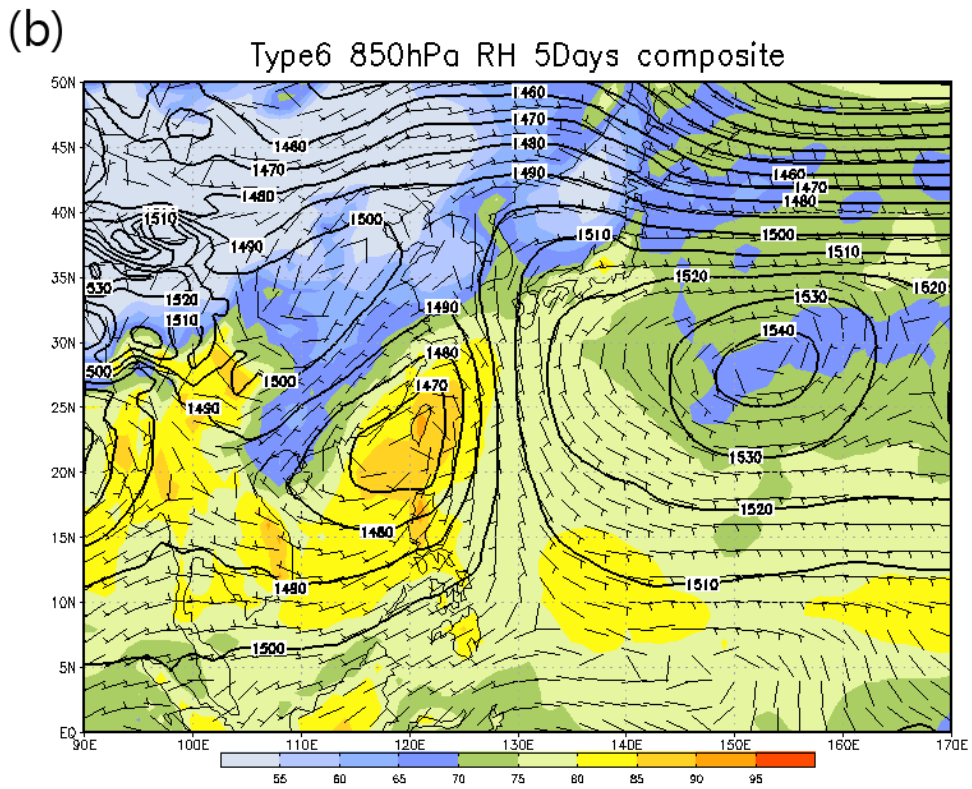 (b)
Type6 850hPa RH 5Days composite
50N
1460
1470
1480
45N 1460
1470 1490 1460
1470
1480 1480
40N 1510 1500
1510 1500
1490 1510
35N 1520
530 1520 1530 1520
1490
1510
30N 1540
1480
500 1500 1470
25N 1490
1530
20N
1520
1480
15N
1490 1510
10N
1500
5N
EQ
90E 100E 110E 120E 130E 140E 150E 160E 170E
55 60 65 70 75 80 85 90 95